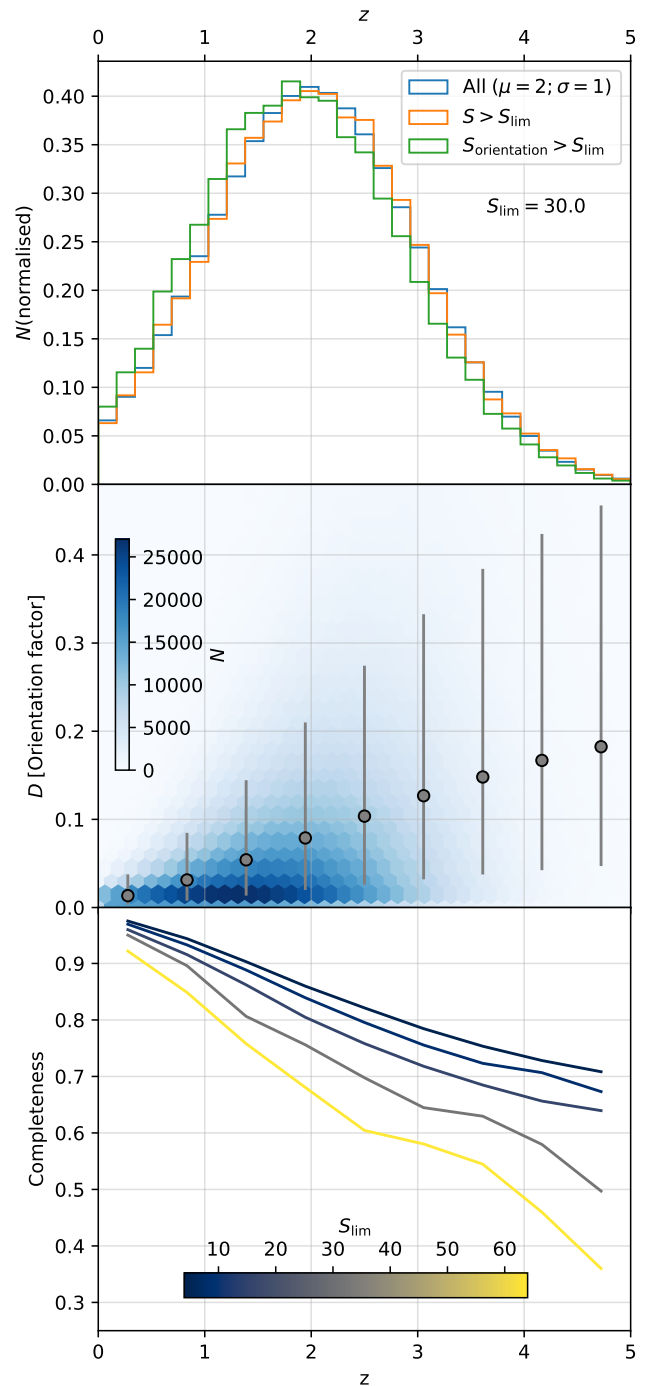 z
0 1 2 3 4 5
0.40
0.35
0.30
0.25
0.20
0.15
0.10
0.05
0.00
N(normalised)
All (μ = 2; σ = 1)
S > S_lim
S_orientation > S_lim
S_lim = 30.0
0.4
0.3
0.2
0.1
0.0
D [Orientation factor]
25000
20000
15000
10000
5000
0
N
0.9
0.8
0.7
0.6
0.5
0.4
0.3
Completeness
S_lim
10 20 30 40 50 60
0 1 2 3 4 5
z